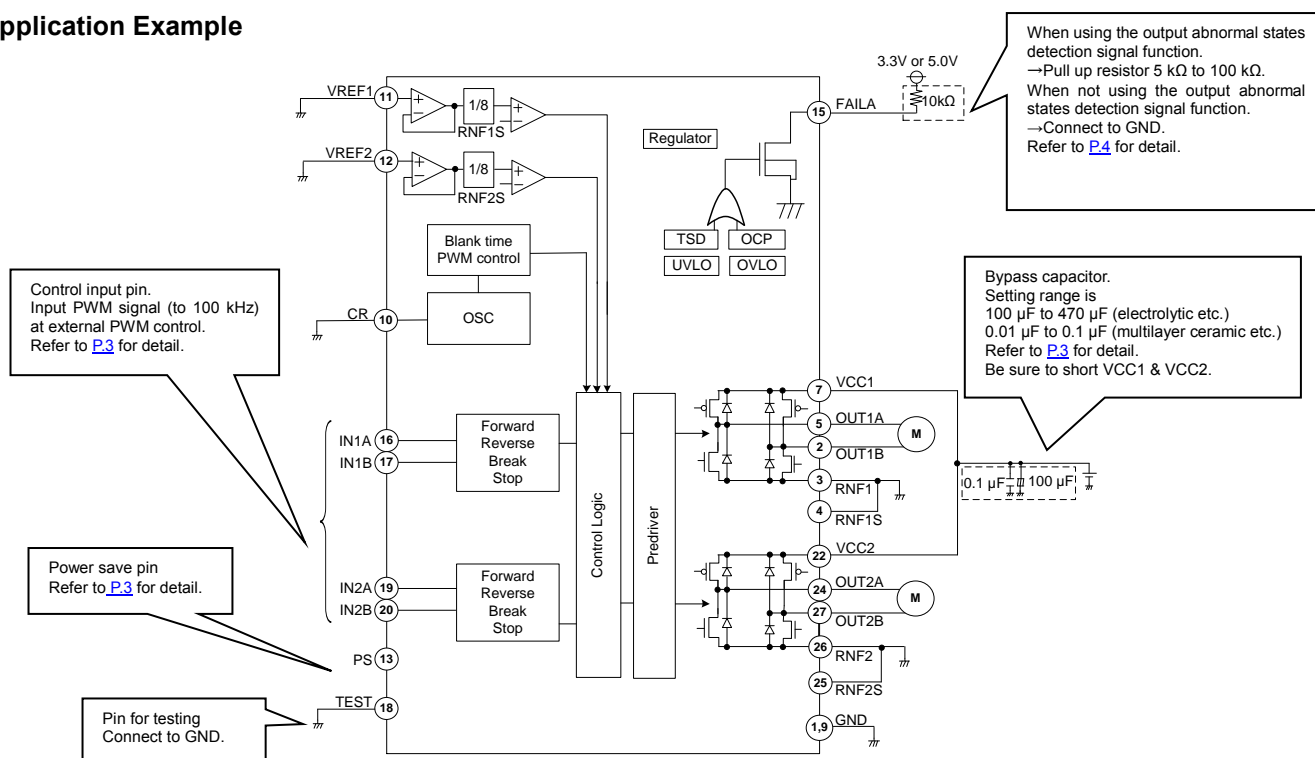 pplication Example
When using the output abnormal states
detection signal function.
→Pull up resistor 5 kΩ to 100 kΩ.
When not using the output abnormal
states detection signal function.
→Connect to GND.
Refer to P.4 for detail.
3.3V or 5.0V
10kΩ
15 FAILA
VREF1 11
1/8
RNF1S
VREF2 12
1/8
RNF2S
Regulator
TSD OCP
UVLO OVLO
Blank time
PWM control
CR 10
OSC
Control input pin.
Input PWM signal (to 100 kHz)
at external PWM control.
Refer to P.3 for detail.
Bypass capacitor.
Setting range is
100 µF to 470 µF (electrolytic etc.)
0.01 µF to 0.1 µF (multilayer ceramic etc.)
Refer to P.3 for detail.
Be sure to short VCC1 & VCC2.
IN1A 16
IN1B 17
Forward
Reverse
Break
Stop
Control Logic
Predriver
7 VCC1
5 OUT1A
M
2 OUT1B
3 RNF1
4 RNF1S
0.1 µF 100 µF
Power save pin
Refer to P.3 for detail.
IN2A 19
IN2B 20
Forward
Reverse
Break
Stop
22 VCC2
24 OUT2A
M
27 OUT2B
26 RNF2
25 RNF2S
PS 13
TEST 18
Pin for testing
Connect to GND.
1,9 GND